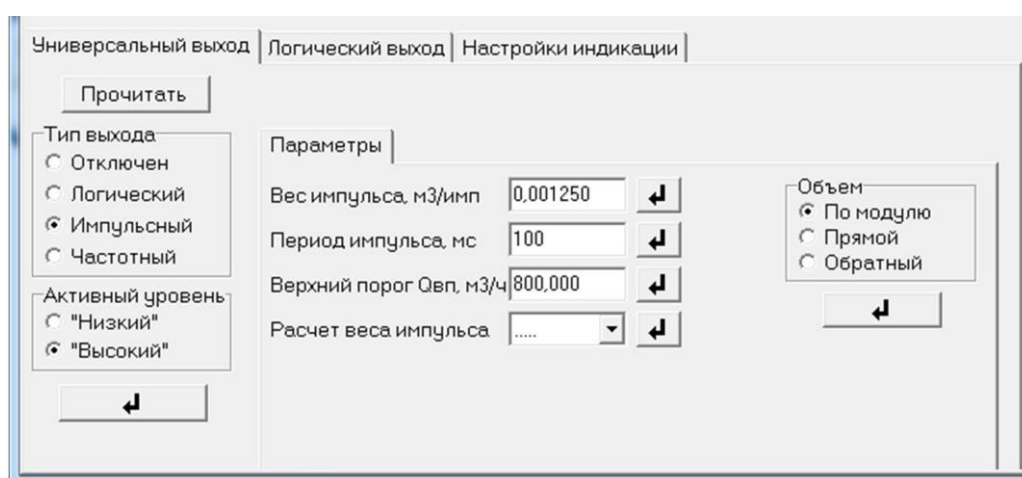 Универсальный выход Логический выход Настройки индикации
Прочитать
Тип выхода
Отключен
Логический
Импульсный
Частотный
Активный уровень
"Низкий"
"Высокий"
Параметры
Вес импульса, м3/имп 0,001250
Период импульса, мс 100
Верхний порог Qвп, м3/ч 800,000
Расчет веса импульса .....
Объем
По модулю
Прямой
Обратный